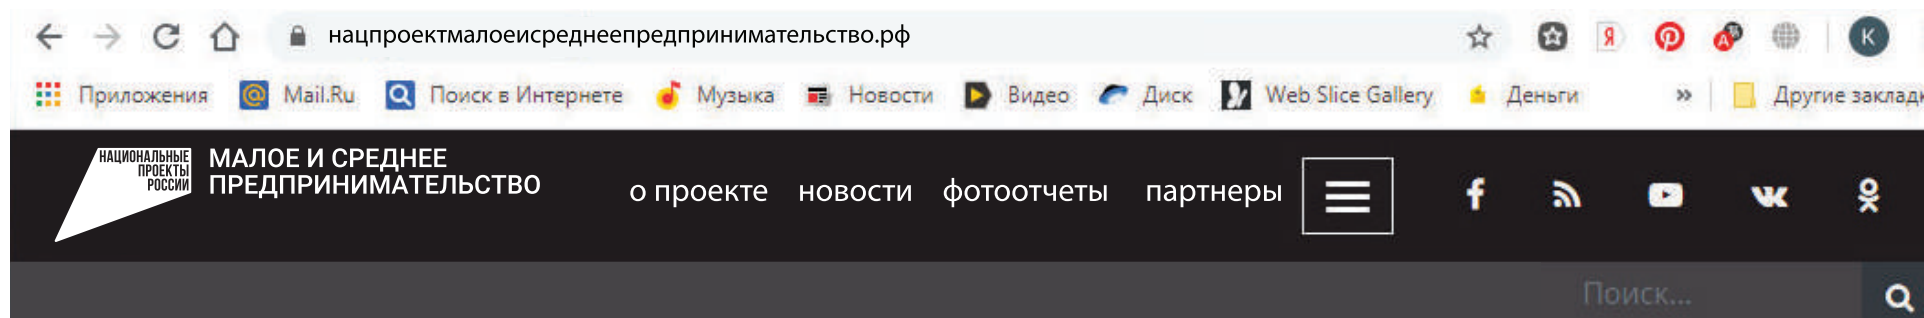 нацпроектмалоеисреднеепредпринимательство.рф
Я
A
К
Приложения
@
Mail.Ru
Поиск в Интернете
Музыка
Новости
Видео
Диск
Web Slice Gallery
Деньги
»
Другие заклад
НАЦИОНАЛЬНЫЕ
ПРОЕКТЫ
РОССИИ
МАЛОЕ И СРЕДНЕЕ
ПРЕДПРИНИМАТЕЛЬСТВО
о проекте новости фотоотчеты партнеры
Поиск...